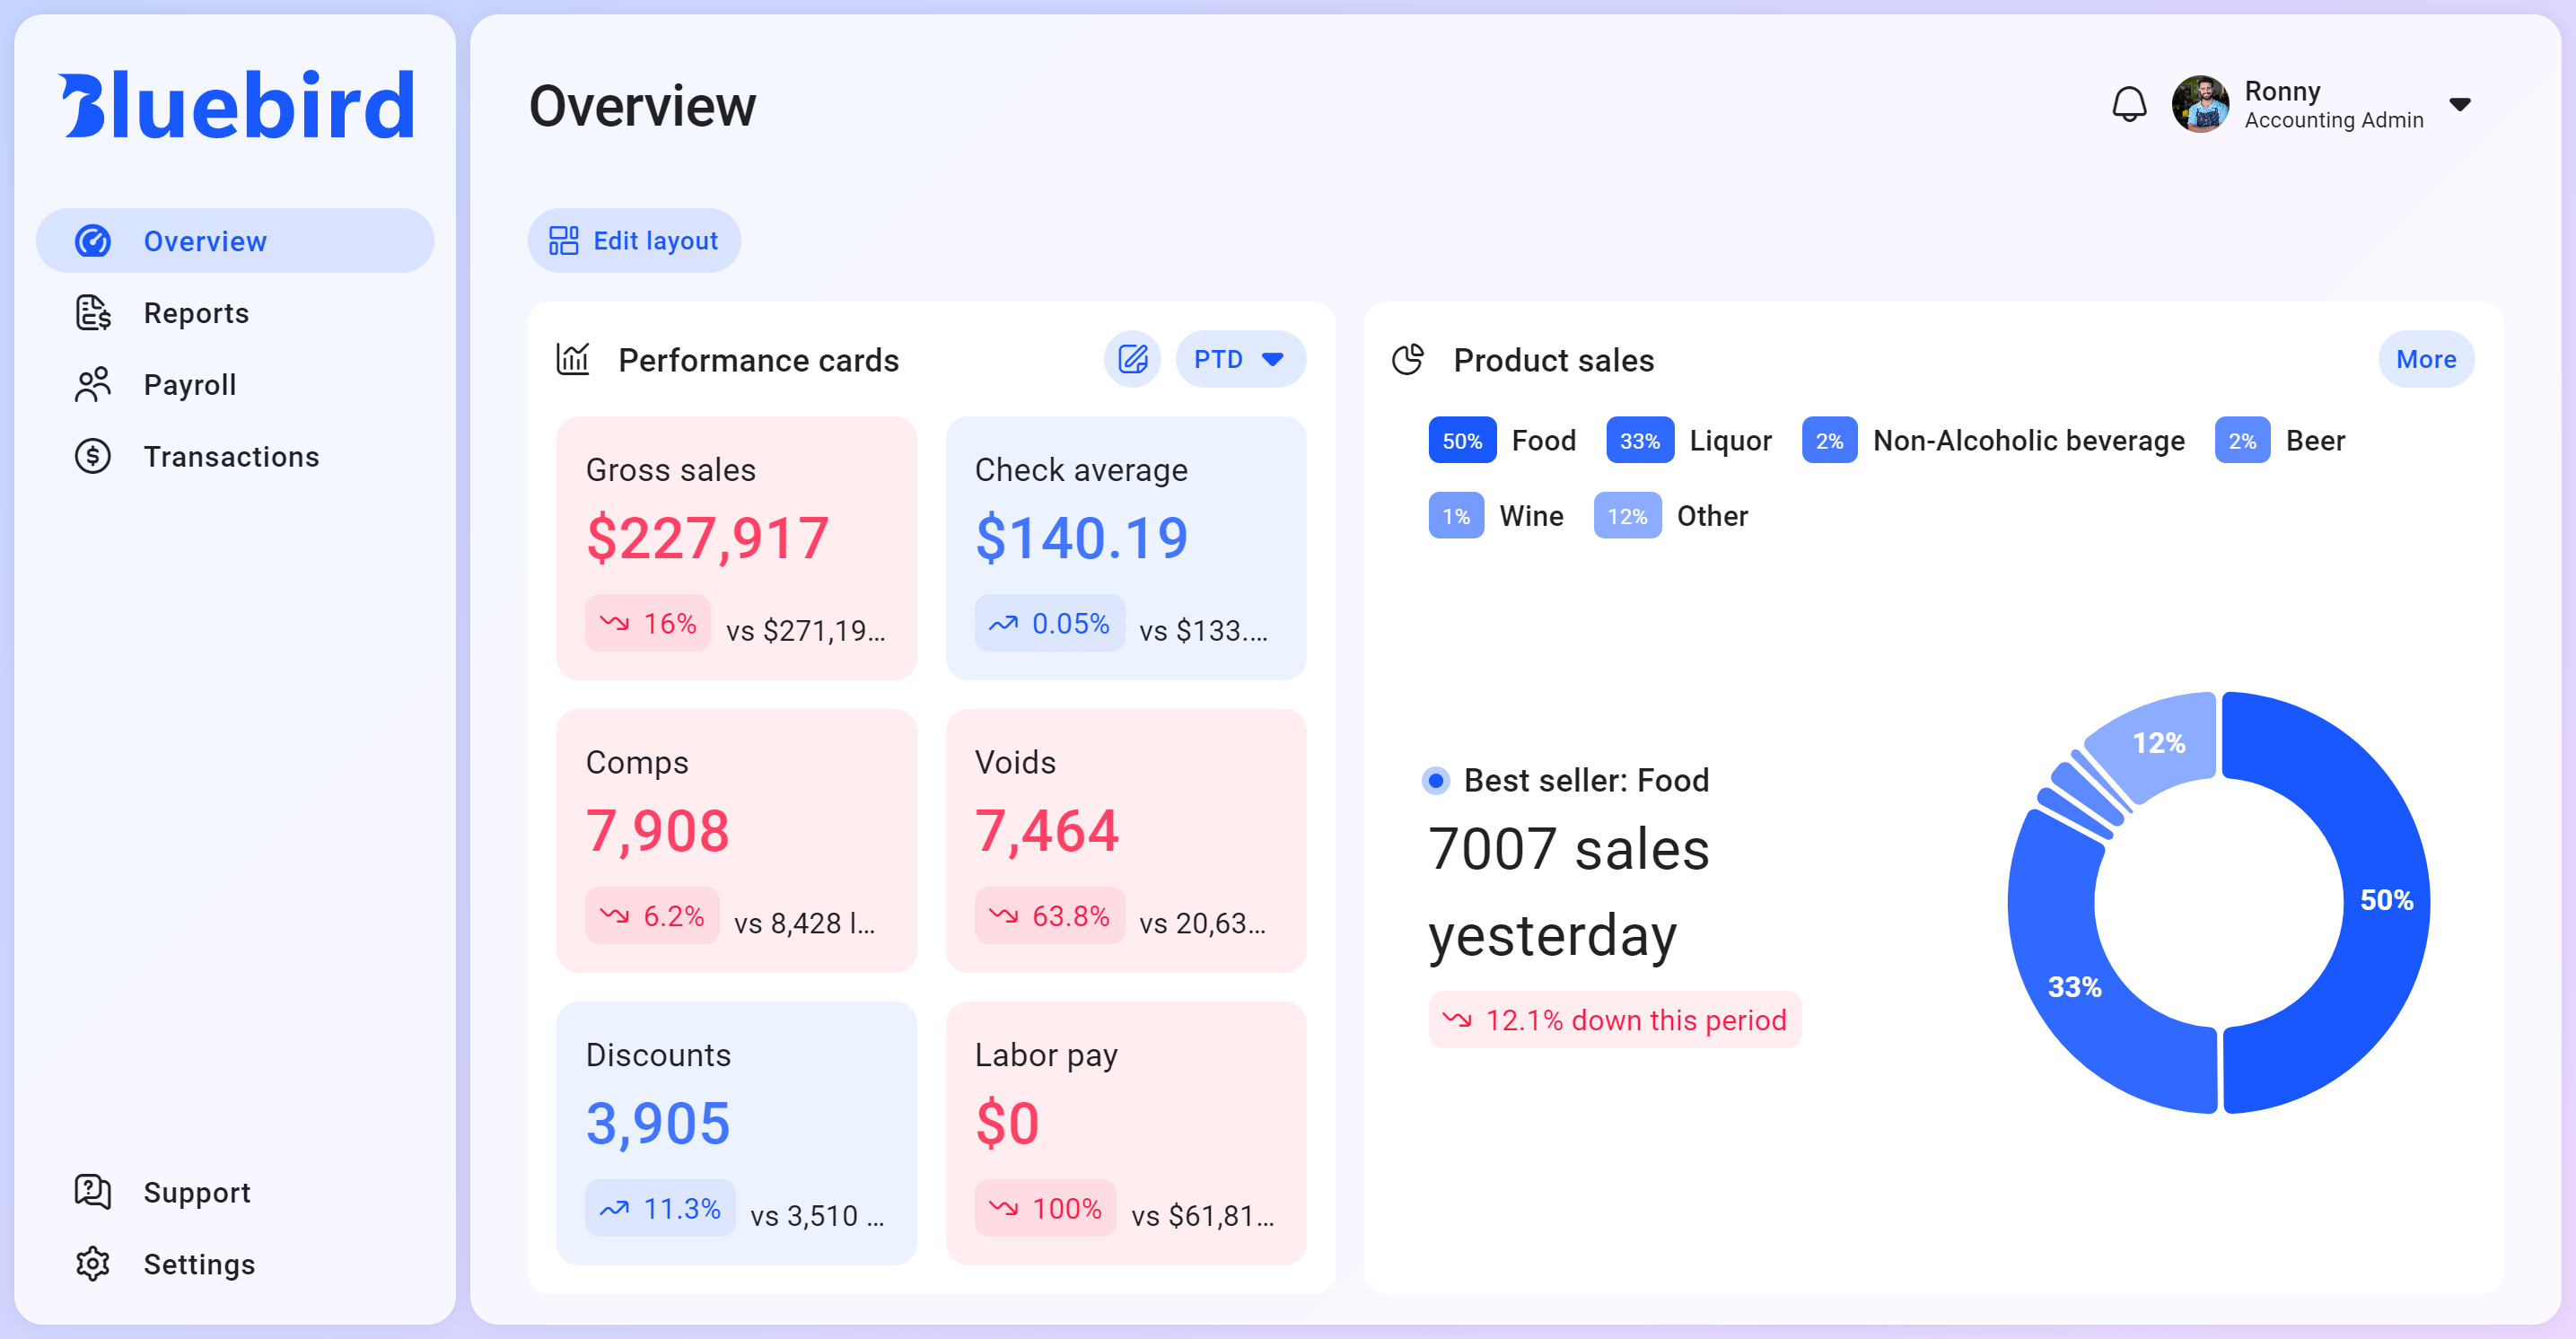 Bluebird
Overview
Reports
Payroll
Transactions
Support
Settings
Overview
Ronny
Accounting Admin
Edit layout
Performance cards
PTD
Gross sales
$227,917
16% vs $271,19...
Check average
$140.19
0.05% vs $133....
Comps
7,908
6.2% vs 8,428 l...
Voids
7,464
63.8% vs 20,63...
Discounts
3,905
11.3% vs 3,510 ...
Labor pay
$0
100% vs $61,81...
Product sales
More
50% Food 33% Liquor 2% Non-Alcoholic beverage 2% Beer
1% Wine 12% Other
Best seller: Food
7007 sales
yesterday
12.1% down this period
12%
50%
33%